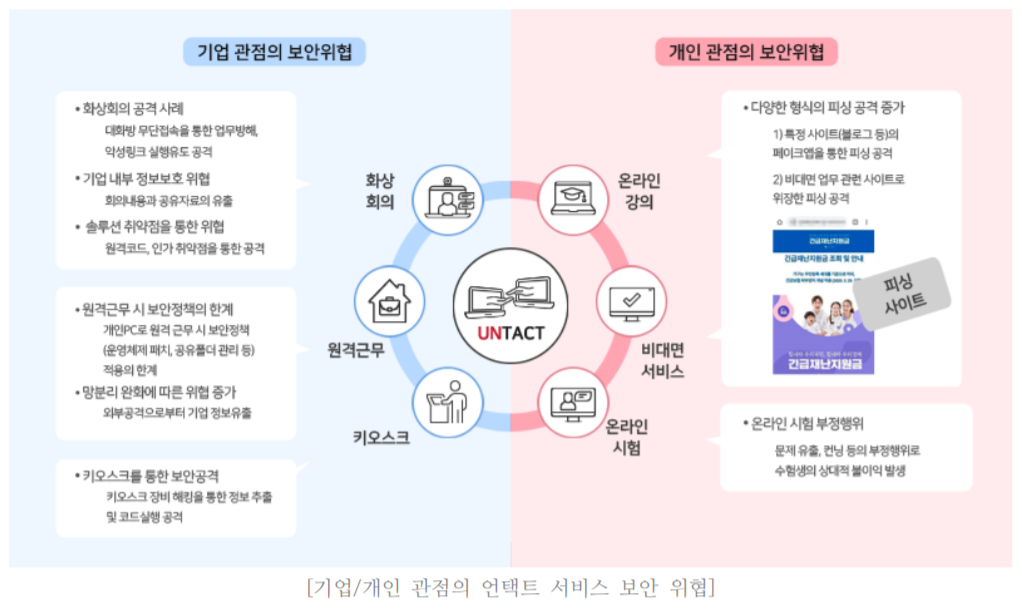 기업 관점의 보안위협
• 화상회의 공격 사례
대화방 무단접속을 통한 업무방해,
악성링크 실행유도 공격
• 기업 내부 정보보호 위협
회의내용과 공유자료의 유출
• 솔루션 취약점을 통한 위협
원격코드, 인가 취약점을 통한 공격
• 원격근무 시 보안정책의 한계
개인PC로 원격 근무 시 보안정책
(운영체제 패치, 공유폴더 관리 등)
적용의 한계
• 망분리 완화에 따른 위협 증가
외부공격으로부터 기업 정보유출
• 키오스크를 통한 보안공격
키오스크 장비 해킹을 통한 정보 추출
및 코드실행 공격
화상
회의
원격근무
키오스크
UNTACT
온라인
강의
비대면
서비스
온라인
시험
개인 관점의 보안위협
• 다양한 형식의 피싱 공격 증가
1) 특정 사이트(블로그 등)의
페이크앱을 통한 피싱 공격
2) 비대면 업무 관련 사이트로
위장한 피싱 공격
긴급재난지원금
긴급재난지원금 조회 및 안내
긴급재난지원금
피싱
사이트
• 온라인 시험 부정행위
문제 유출, 컨닝 등의 부정행위로
수험생의 상대적 불이익 발생
[기업/개인 관점의 언택트 서비스 보안 위협]